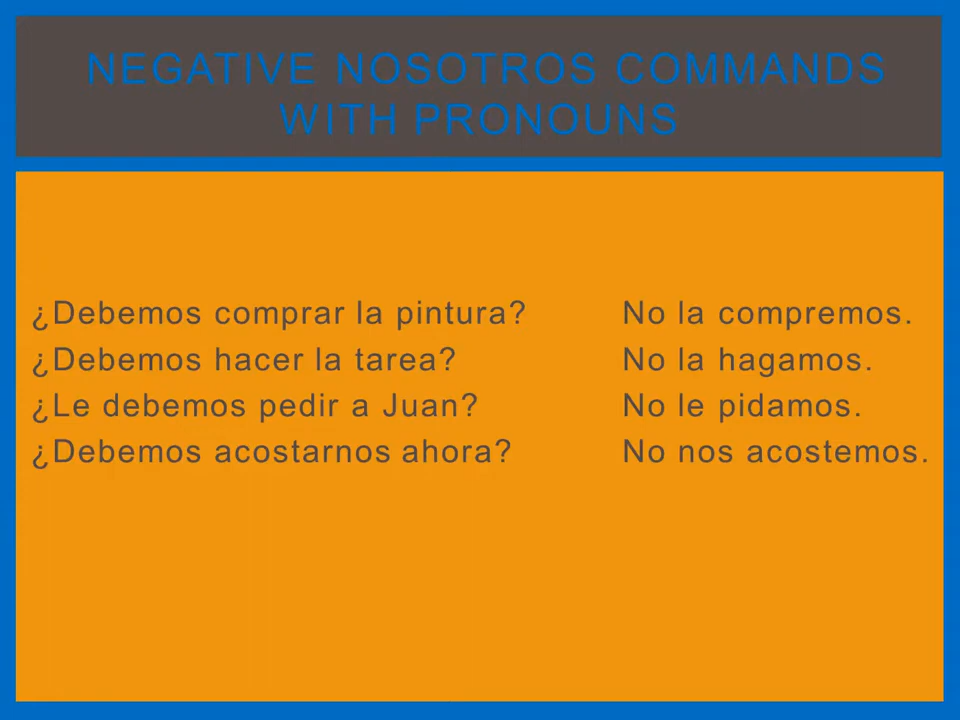 NEGATIVE NOSOTROS COMMANDS
WITH PRONOUNS
¿Debemos comprar la pintura? No la compremos.
¿Debemos hacer la tarea? No la hagamos.
¿Le debemos pedir a Juan? No le pidamos.
¿Debemos acostarnos ahora? No nos acostemos.